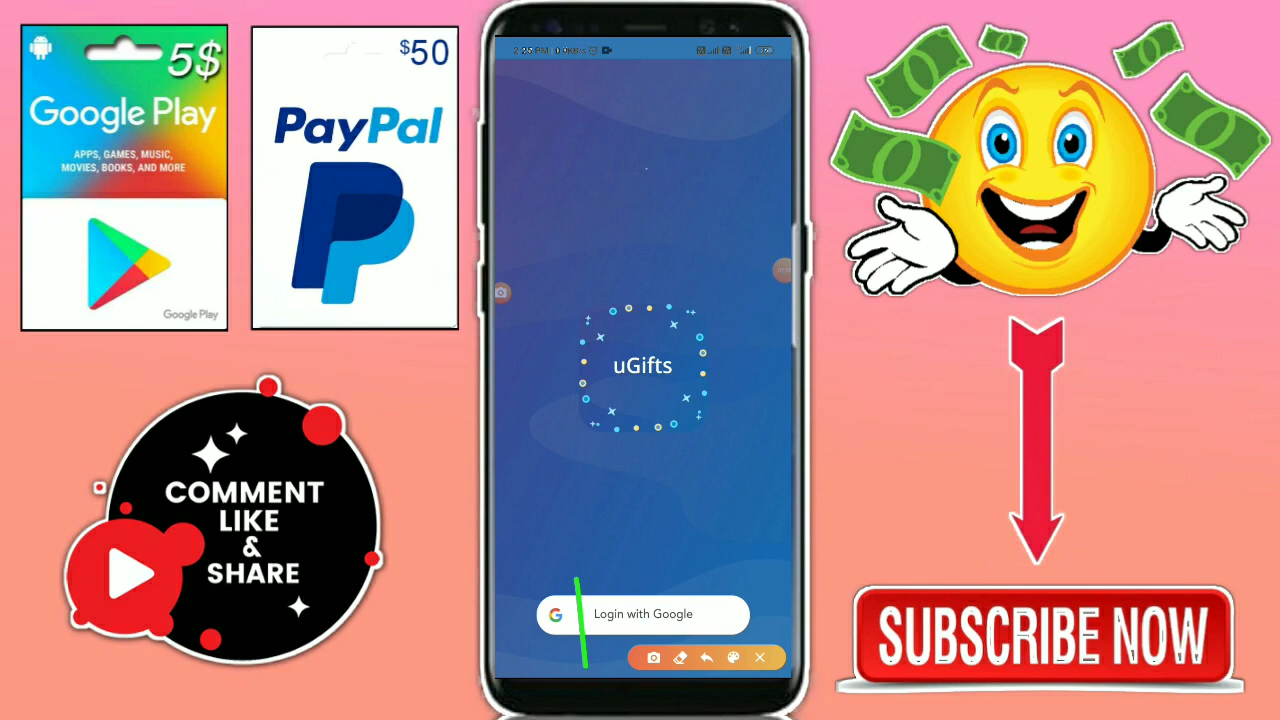 5$
Google Play
APPS, GAMES, MUSIC,
MOVIES, BOOKS, AND MORE
Google Play
$50
PayPal
uGifts
Login with Google
COMMENT
LIKE
&
SHARE
SUBSCRIBE NOW